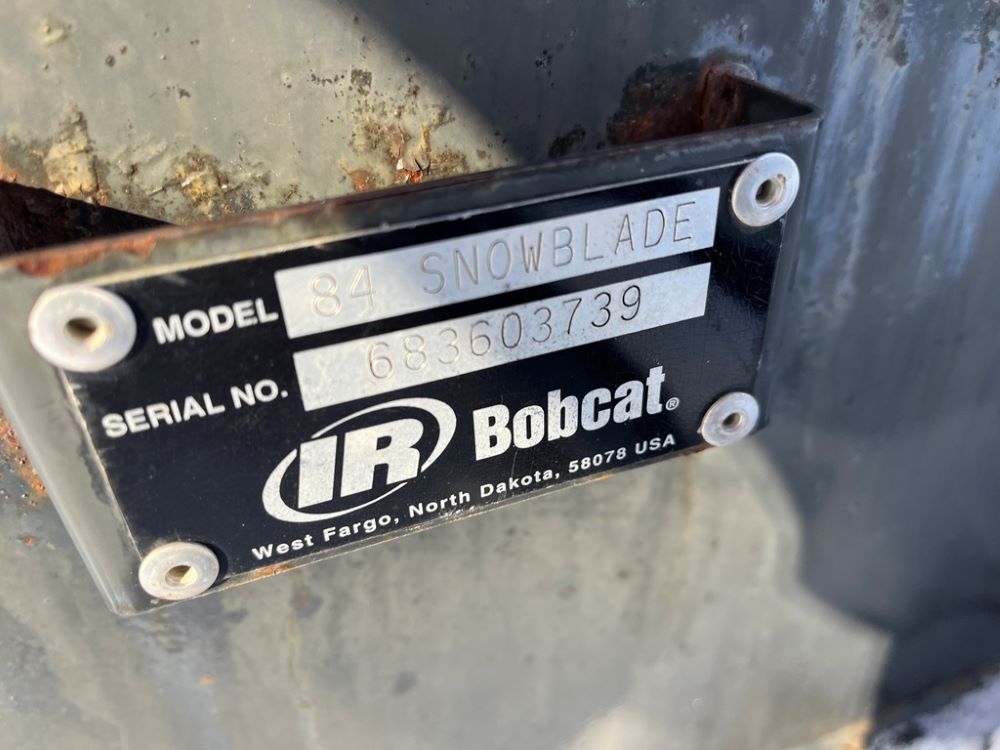 MODEL 84 SNOWBLADE
SERIAL NO. 683603739
IR Bobcat®
West Fargo, North Dakota, 58078 USA